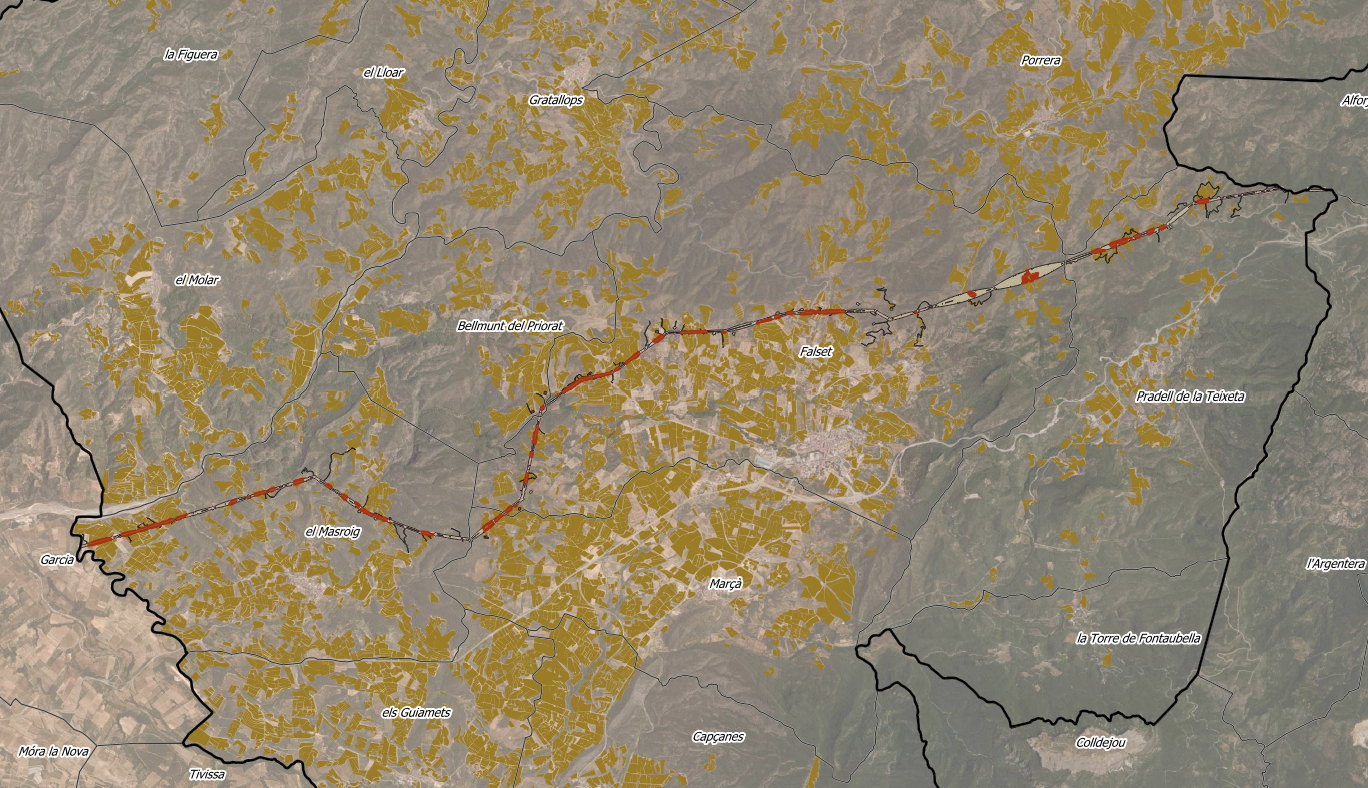 la Figuera
el Lloar
Porrera
Gratallops
Alforj
el Molar
Bellmunt del Priorat
Falset
Pradell de la Teixeta
el Masroig
Garcia
Marçà
l'Argentera
la Torre de Fontaubella
els Guiamets
Capçanes
Colldejou
Móra la Nova
Tivissa